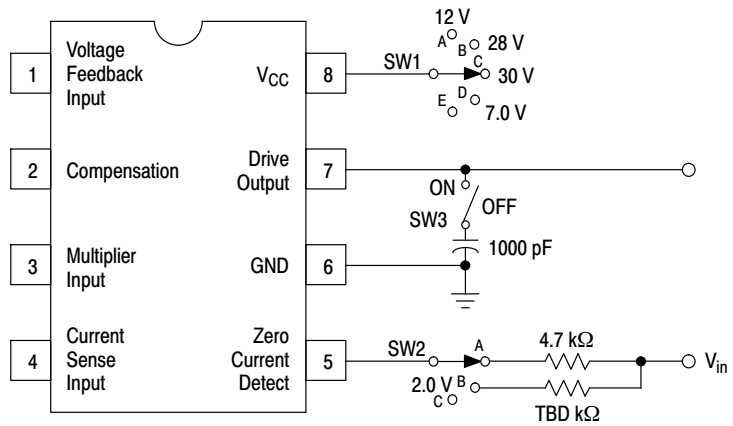 12 V
A
B
28 V
Voltage
Feedback
Input
1
VCC
8
SW1
C
30 V
E
D
7.0 V
2
Compensation
Drive
Output
7
ON
OFF
SW3
1000 pF
3
Multiplier
Input
GND
6
4
Current
Sense
Input
Zero
Current
Detect
5
SW2
A
4.7 kΩ
Vin
2.0 V
B
C
TBD kΩ